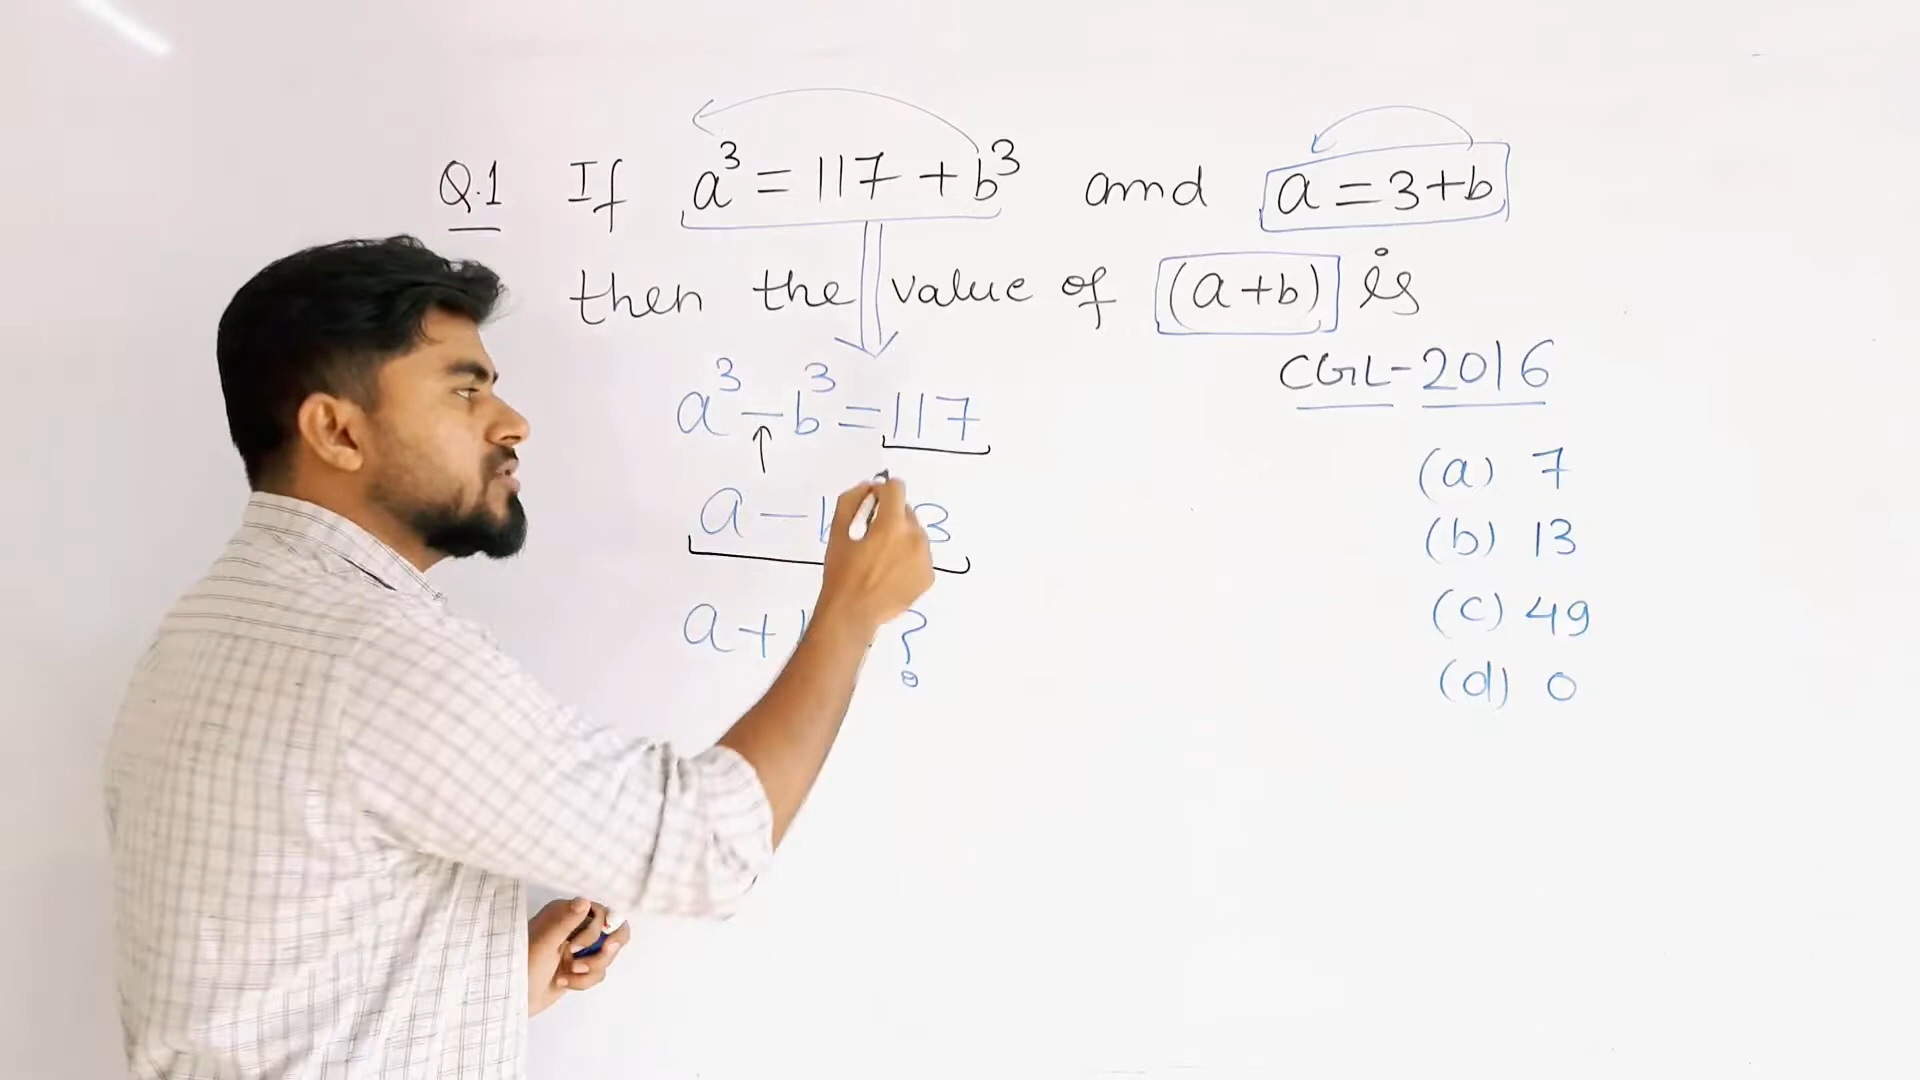 Q.1 If a³ = 117 + b³ and a = 3 + b
then the value of (a + b) is
CGL - 2016
a³ - b³ = 117
a - b 3
a + ?
(a) 7
(b) 13
(c) 49
(d) 0